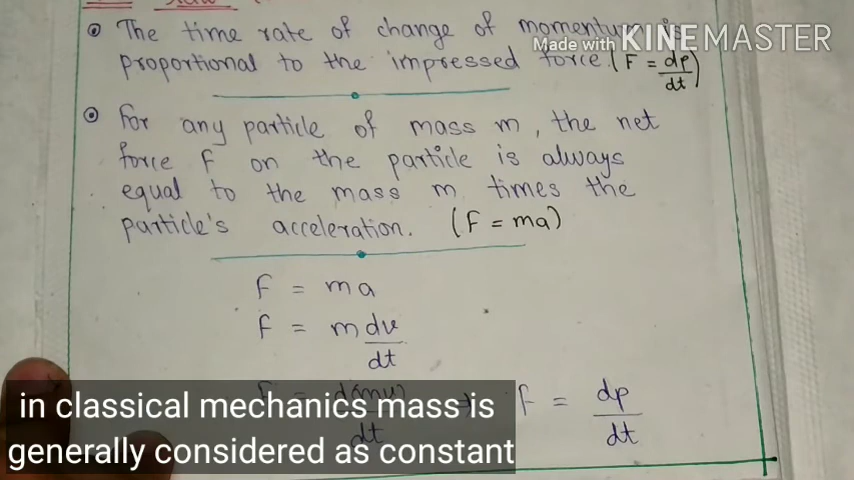 • The time rate of change of momentum is
proportional to the impressed force. (F = dp/dt)
Made with KINEMASTER
• For any particle of mass m, the net
force F on the particle is always
equal to the mass m times the
particle's acceleration. (F = ma)
F = ma
F = m dv/dt
F = d(mv)/dt → F = dp/dt
in classical mechanics mass is
generally considered as constant